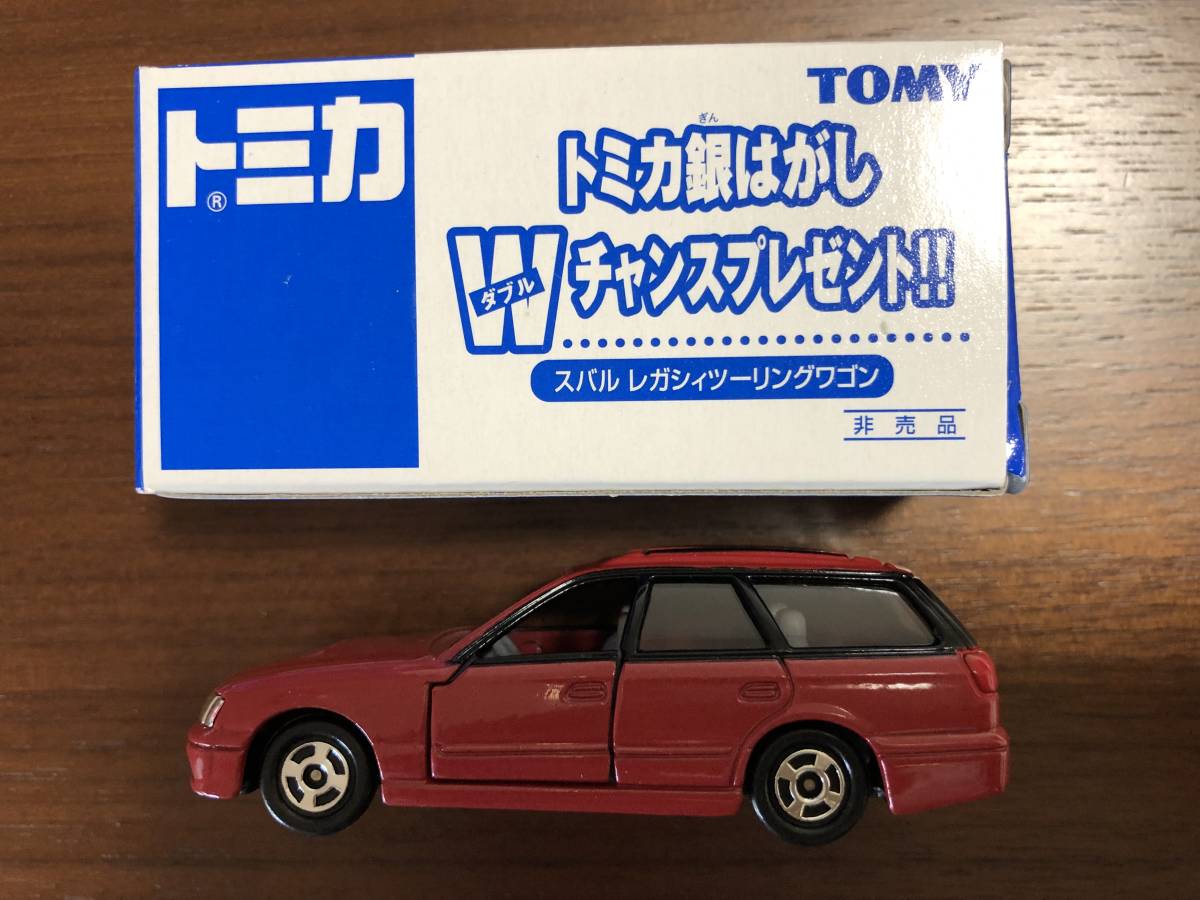 トミカ
®
TOMY
ぎん
トミカ銀はがし
Wチャンスプレゼント!!
ダブル
スバル レガシィツーリングワゴン
非売品